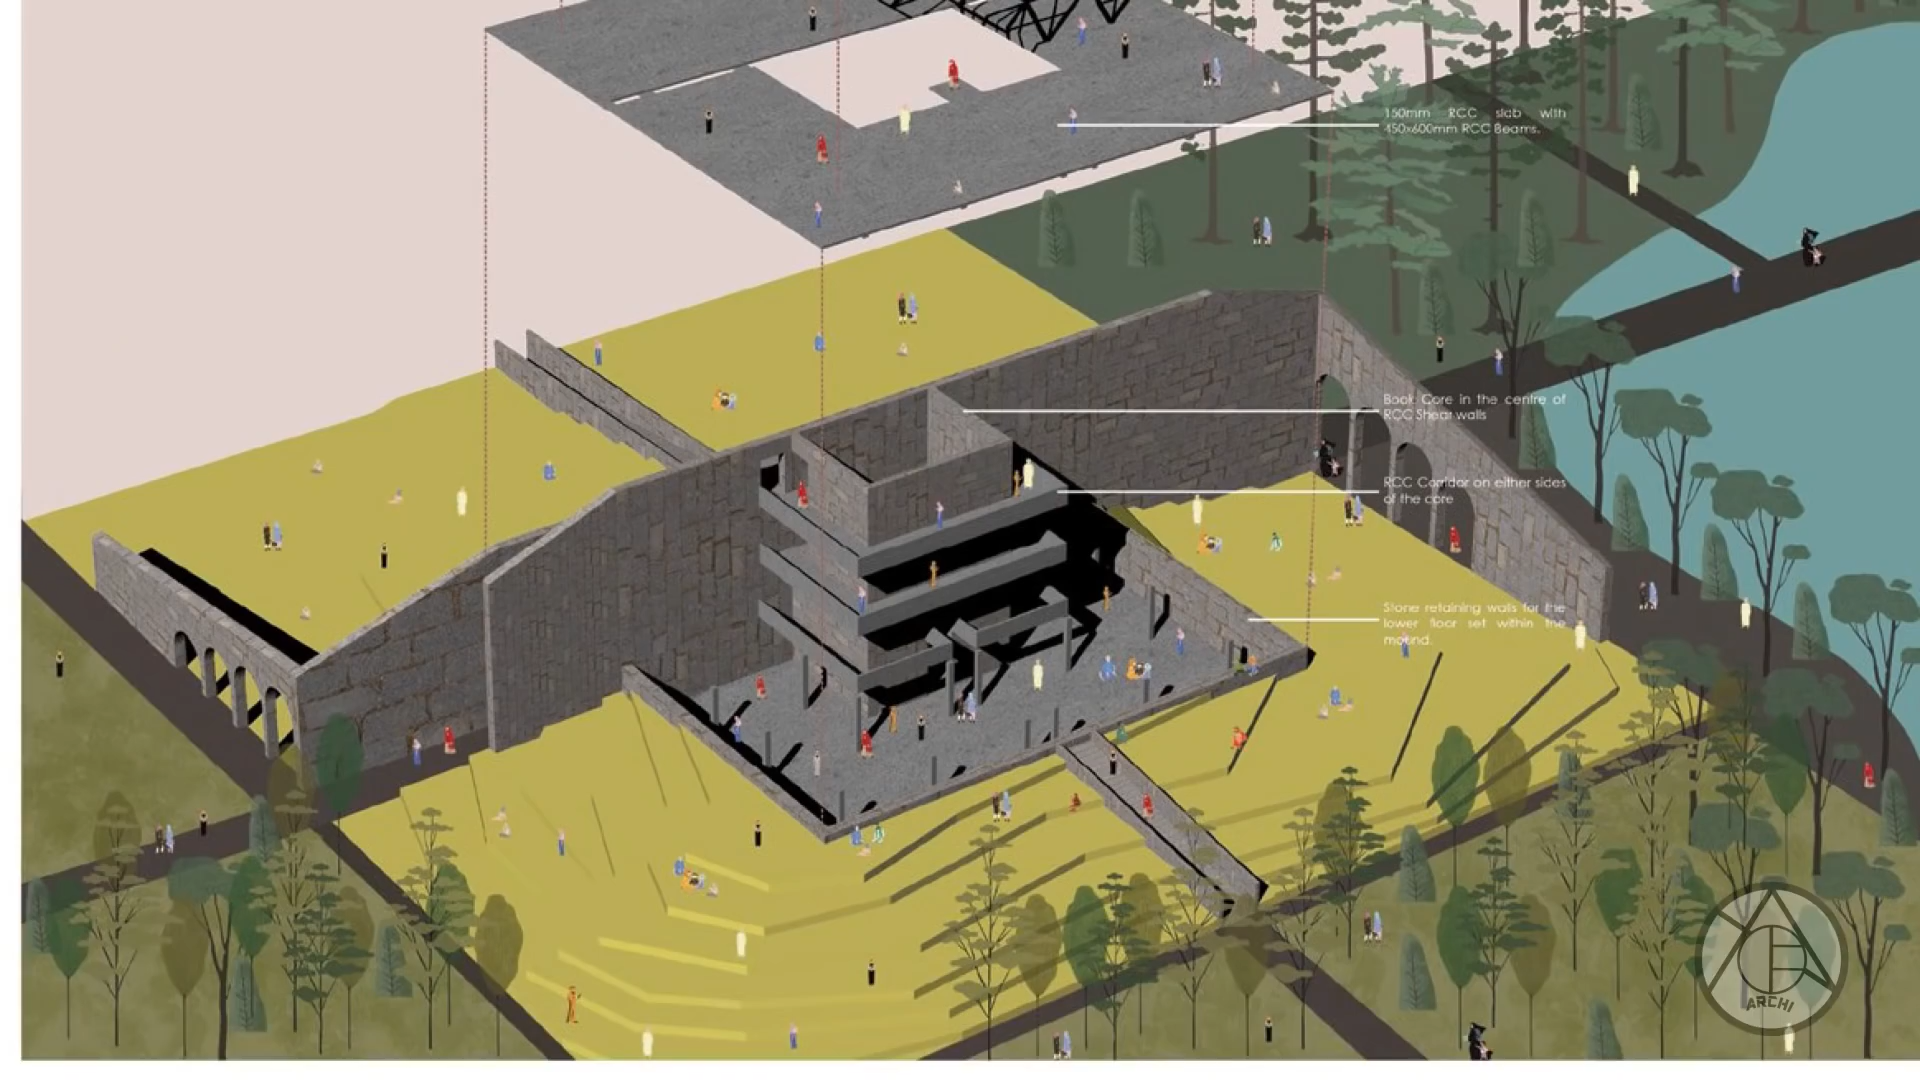 150mm RCC slab with
450x600mm RCC Beams.
Book Core in the centre of
RCC Shear walls
RCC Corridor on either sides
of the core
Stone retaining walls for the
lower floor set within the
mound.
ARCHI